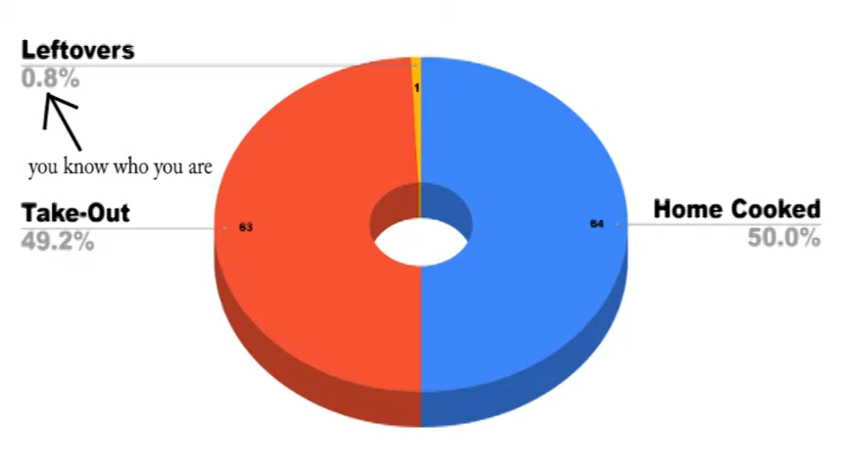 Leftovers
0.8%
1
you know who you are
Take-Out
49.2%
63
64
Home Cooked
50.0%